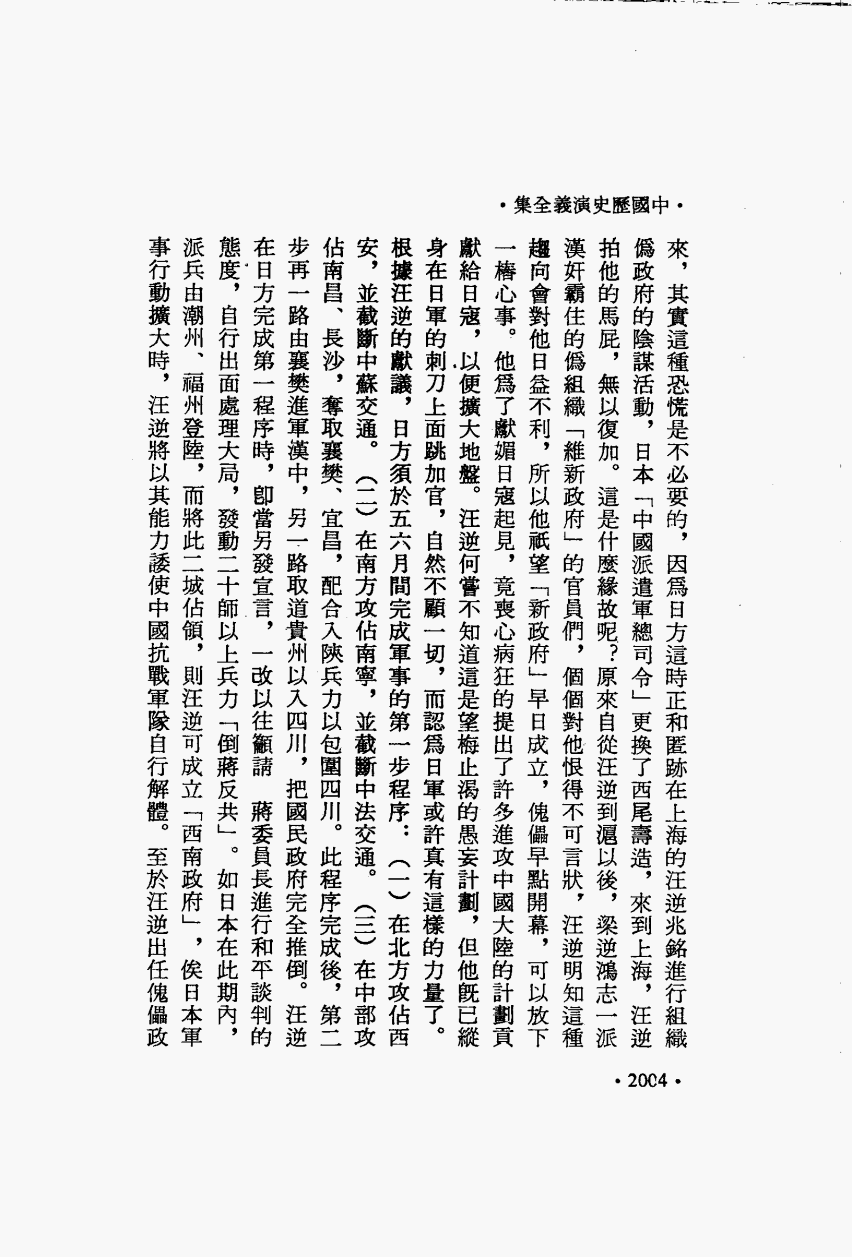 •中國歷史演義全集•
來，其實這種恐慌是不必要的，因爲日方這時正和匿跡在上海的汪逆兆銘進行組織
僞政府的陰謀活動，日本「中國派遣軍總司令」更換了西尾壽造，來到上海，汪逆
拍他的馬屁，無以復加。這是什麼緣故呢？原來自從汪逆到滬以後，梁逆鴻志一派
漢奸霸住的僞組織「維新政府」的官員們，個個對他恨得不可言狀，汪逆明知這種
趨向會對他日益不利，所以他祇望「新政府」早日成立，傀儡早點開幕，可以放下
一樁心事。他爲了獻媚日寇起見，竟喪心病狂的提出了許多進攻中國大陸的計劃貢
獻給日寇，以便擴大地盤。汪逆何嘗不知道這是望梅止渴的愚妄計劃，但他旣已縱
身在日軍的刺刀上面跳加官，自然不顧一切，而認爲日軍或許真有這樣的力量了。
根據汪逆的獻議，日方須於五六月間完成軍事的第一步程序：（一）在北方攻佔西
安，並截斷中蘇交通。（二）在南方攻佔南寧，並截斷中法交通。（三）在中部攻
佔南昌、長沙，奪取襄樊、宜昌，配合入陝兵力以包圍四川。此程序完成後，第二
步再一路由襄樊進軍漢中，另一路取道貴州以入四川，把國民政府完全推倒。汪逆
在日方完成第一程序時，卽當另發宣言，一改以往籲請　蔣委員長進行和平談判的
態度，自行出面處理大局，發動二十師以上兵力「倒蔣反共」。如日本在此期內，
派兵由潮州、福州登陸，而將此二城佔領，則汪逆可成立「西南政府」，俟日本軍
事行動擴大時，汪逆將以其能力諉使中國抗戰軍隊自行解體。至於汪逆出任傀儡政
•2004•